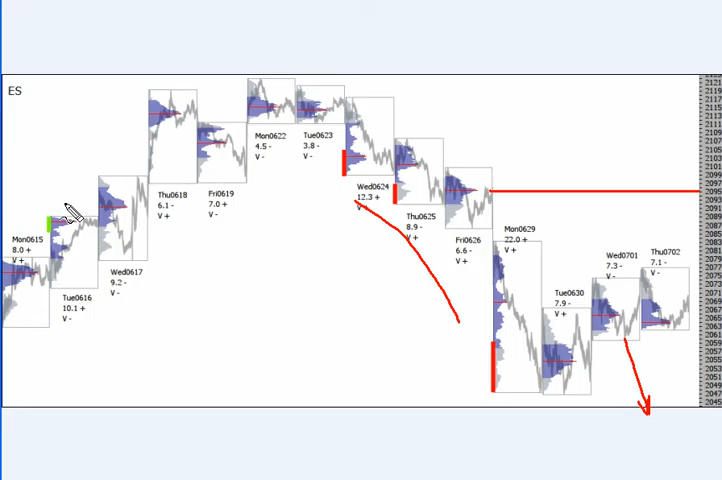 ES
Mon0615
8.0 +
V +
Tue0616
10.1 +
V -
Wed0617
9.2 -
V -
Thu0618
6.1 -
V +
Fri0619
7.0 +
V -
Mon0622
4.5 -
V -
Tue0623
3.8 -
V -
Wed0624
12.3 +
Thu0625
8.9 -
V +
Fri0626
6.6 -
V +
Mon0629
22.0 +
V +
Tue0630
7.9 -
V +
Wed0701
7.3 -
V -
Thu0702
7.1 -
V -
2121
2119
2117
2115
2113
2111
2109
2107
2105
2103
2101
2099
2097
2095
2093
2091
2089
2087
2085
2083
2081
2079
2077
2075
2073
2071
2069
2067
2065
2063
2061
2059
2057
2055
2053
2051
2049
2047
2045